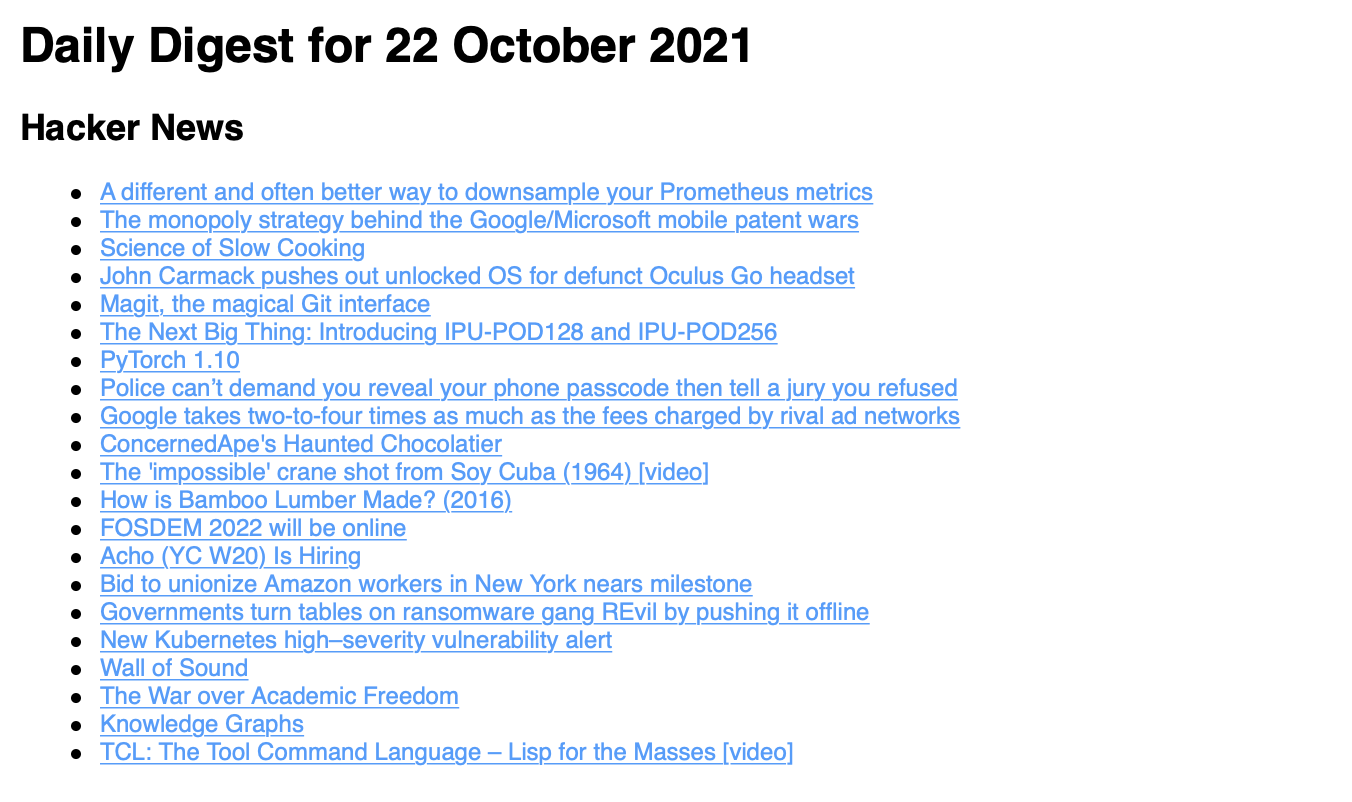 Daily Digest for 22 October 2021
Hacker News
A different and often better way to downsample your Prometheus metrics
The monopoly strategy behind the Google/Microsoft mobile patent wars
Science of Slow Cooking
John Carmack pushes out unlocked OS for defunct Oculus Go headset
Magit, the magical Git interface
The Next Big Thing: Introducing IPU-POD128 and IPU-POD256
PyTorch 1.10
Police can’t demand you reveal your phone passcode then tell a jury you refused
Google takes two-to-four times as much as the fees charged by rival ad networks
ConcernedApe's Haunted Chocolatier
The 'impossible' crane shot from Soy Cuba (1964) [video]
How is Bamboo Lumber Made? (2016)
FOSDEM 2022 will be online
Acho (YC W20) Is Hiring
Bid to unionize Amazon workers in New York nears milestone
Governments turn tables on ransomware gang REvil by pushing it offline
New Kubernetes high–severity vulnerability alert
Wall of Sound
The War over Academic Freedom
Knowledge Graphs
TCL: The Tool Command Language – Lisp for the Masses [video]